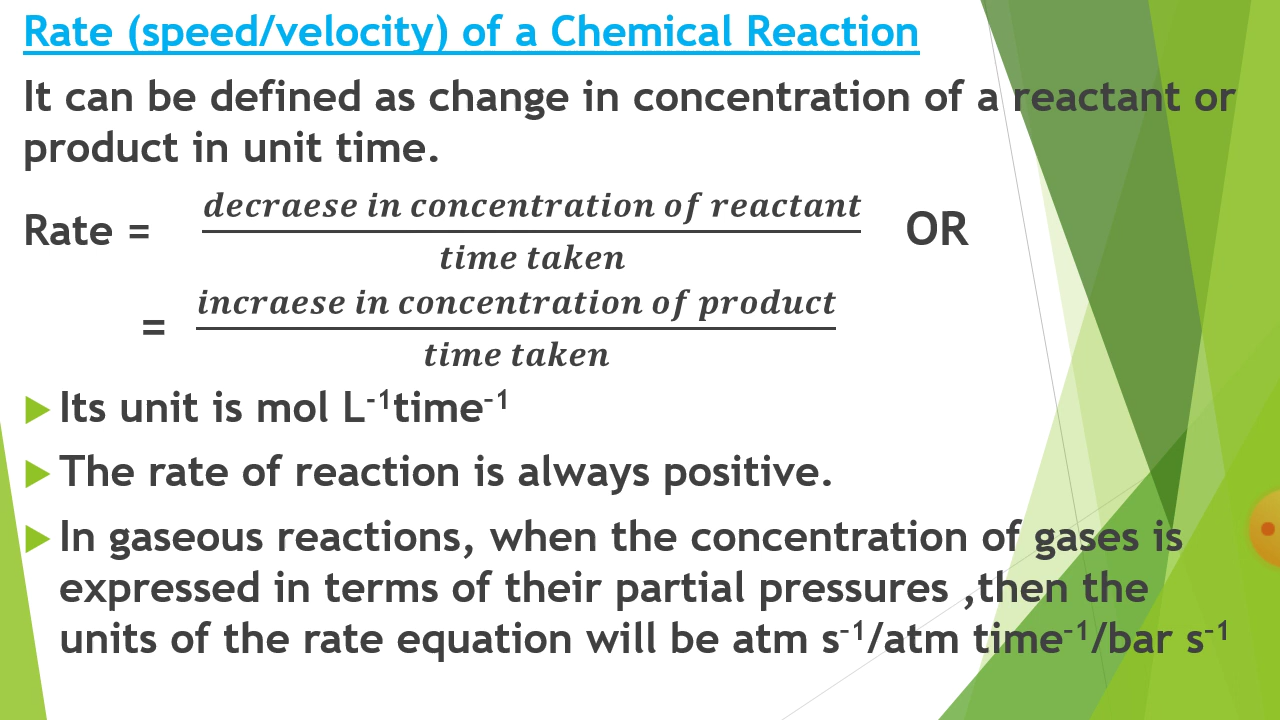 Rate (speed/velocity) of a Chemical Reaction
It can be defined as change in concentration of a reactant or
product in unit time.
Rate = decraese in concentration of reactant / time taken OR
= incraese in concentration of product / time taken
Its unit is mol L⁻¹time⁻¹
The rate of reaction is always positive.
In gaseous reactions, when the concentration of gases is
expressed in terms of their partial pressures ,then the
units of the rate equation will be atm s⁻¹/atm time⁻¹/bar s⁻¹